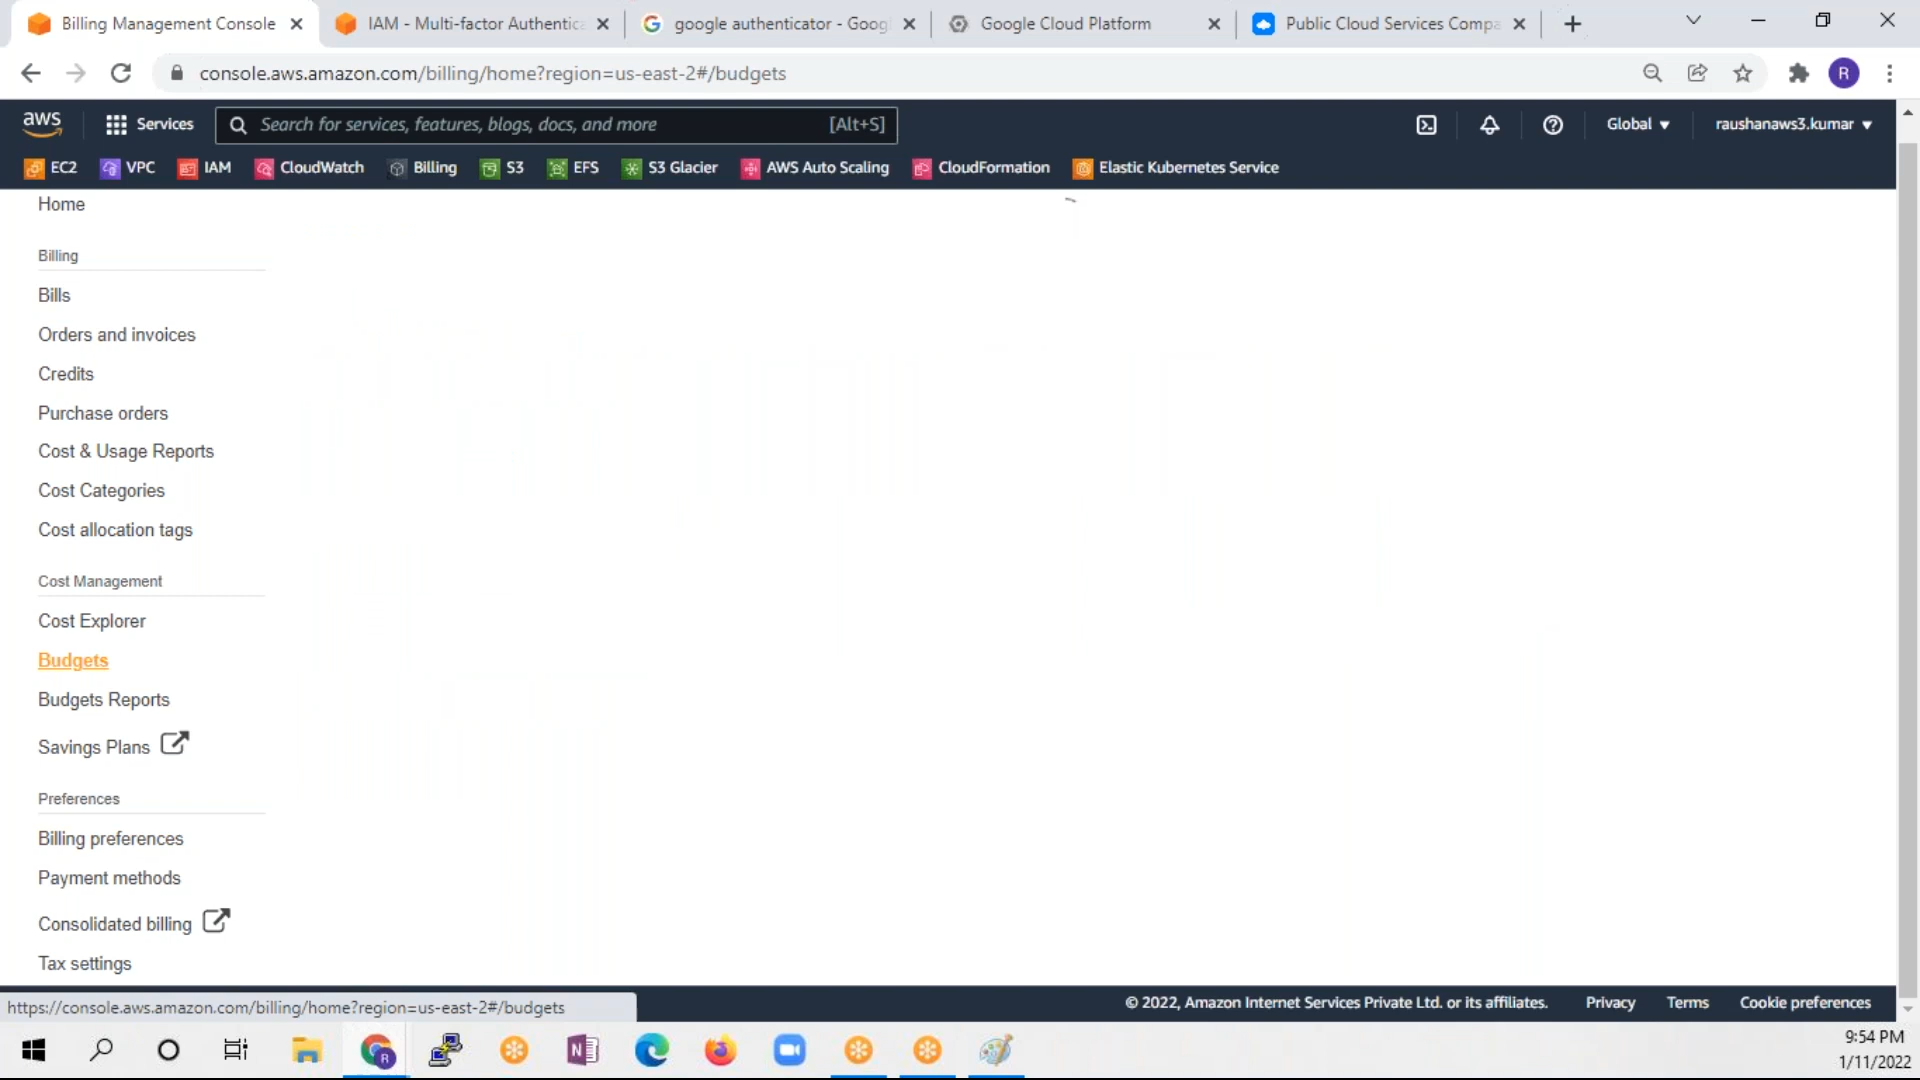 Billing Management Console
IAM - Multi-factor Authentica
google authenticator - Goog
Google Cloud Platform
Public Cloud Services Compa
console.aws.amazon.com/billing/home?region=us-east-2#/budgets
R
aws
Services
Search for services, features, blogs, docs, and more
[Alt+S]
Global
raushanaws3.kumar
EC2
VPC
IAM
CloudWatch
Billing
S3
EFS
S3 Glacier
AWS Auto Scaling
CloudFormation
Elastic Kubernetes Service
Home
Billing
Bills
Orders and invoices
Credits
Purchase orders
Cost & Usage Reports
Cost Categories
Cost allocation tags
Cost Management
Cost Explorer
Budgets
Budgets Reports
Savings Plans
Preferences
Billing preferences
Payment methods
Consolidated billing
Tax settings
https://console.aws.amazon.com/billing/home?region=us-east-2#/budgets
© 2022, Amazon Internet Services Private Ltd. or its affiliates.
Privacy
Terms
Cookie preferences
R
N
9:54 PM
1/11/2022